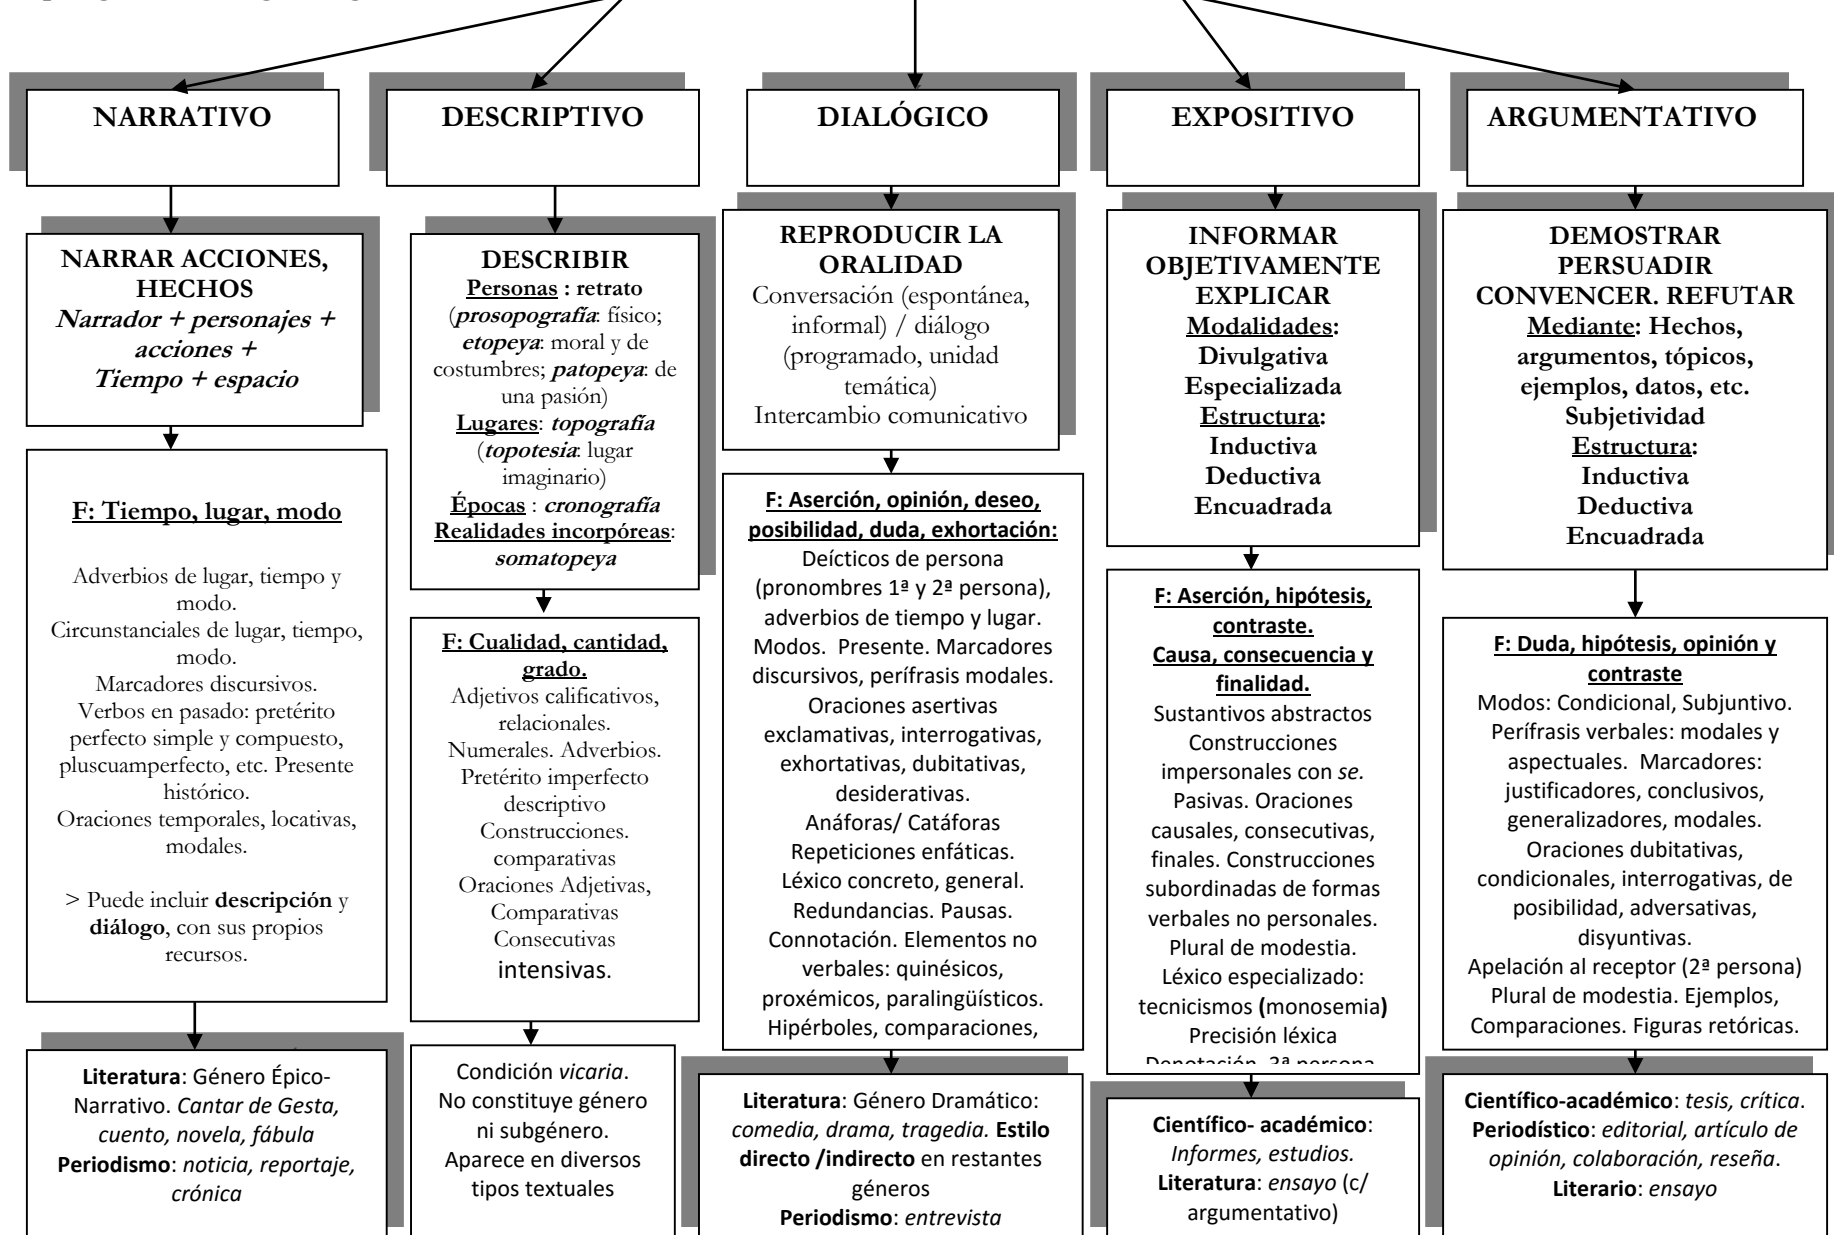 NARRATIVO
NARRAR ACCIONES,
HECHOS
Narrador + personajes +
acciones +
Tiempo + espacio
F: Tiempo, lugar, modo
Adverbios de lugar, tiempo y
modo.
Circunstanciales de lugar, tiempo,
modo.
Marcadores discursivos.
Verbos en pasado: pretérito
perfecto simple y compuesto,
pluscuamperfecto, etc. Presente
histórico.
Oraciones temporales, locativas,
modales.
> Puede incluir descripción y
diálogo, con sus propios
recursos.
Literatura: Género Épico-
Narrativo. Cantar de Gesta,
cuento, novela, fábula
Periodismo: noticia, reportaje,
crónica
DESCRIPTIVO
DESCRIBIR
Personas : retrato
(prosopografía: físico;
etopeya: moral y de
costumbres; patopeya: de
una pasión)
Lugares: topografía
(topotesia: lugar
imaginario)
Épocas : cronografía
Realidades incorpóreas:
somatopeya
F: Cualidad, cantidad,
grado.
Adjetivos calificativos,
relacionales.
Numerales. Adverbios.
Pretérito imperfecto
descriptivo
Construcciones.
comparativas
Oraciones Adjetivas,
Comparativas
Consecutivas
intensivas.
Condición vicaria.
No constituye género
ni subgénero.
Aparece en diversos
tipos textuales
DIALÓGICO
REPRODUCIR LA
ORALIDAD
Conversación (espontánea,
informal) / diálogo
(programado, unidad
temática)
Intercambio comunicativo
F: Aserción, opinión, deseo,
posibilidad, duda, exhortación:
Deícticos de persona
(pronombres 1ª y 2ª persona),
adverbios de tiempo y lugar.
Modos. Presente. Marcadores
discursivos, perífrasis modales.
Oraciones asertivas
exclamativas, interrogativas,
exhortativas, dubitativas,
desiderativas.
Anáforas/ Catáforas
Repeticiones enfáticas.
Léxico concreto, general.
Redundancias. Pausas.
Connotación. Elementos no
verbales: quinésicos,
proxémicos, paralingüísticos.
Hipérboles, comparaciones,
Literatura: Género Dramático:
comedia, drama, tragedia. Estilo
directo /indirecto en restantes
géneros
Periodismo: entrevista
EXPOSITIVO
INFORMAR
OBJETIVAMENTE
EXPLICAR
Modalidades:
Divulgativa
Especializada
Estructura:
Inductiva
Deductiva
Encuadrada
F: Aserción, hipótesis,
contraste.
Causa, consecuencia y
finalidad.
Sustantivos abstractos
Construcciones
impersonales con se.
Pasivas. Oraciones
causales, consecutivas,
finales. Construcciones
subordinadas de formas
verbales no personales.
Plural de modestia.
Léxico especializado:
tecnicismos (monosemia)
Precisión léxica
Denotación. 3ª persona
Científico- académico:
Informes, estudios.
Literatura: ensayo (c/
argumentativo)
ARGUMENTATIVO
DEMOSTRAR
PERSUADIR
CONVENCER. REFUTAR
Mediante: Hechos,
argumentos, tópicos,
ejemplos, datos, etc.
Subjetividad
Estructura:
Inductiva
Deductiva
Encuadrada
F: Duda, hipótesis, opinión y
contraste
Modos: Condicional, Subjuntivo.
Perífrasis verbales: modales y
aspectuales. Marcadores:
justificadores, conclusivos,
generalizadores, modales.
Oraciones dubitativas,
condicionales, interrogativas, de
posibilidad, adversativas,
disyuntivas.
Apelación al receptor (2ª persona)
Plural de modestia. Ejemplos,
Comparaciones. Figuras retóricas.
Científico-académico: tesis, crítica.
Periodístico: editorial, artículo de
opinión, colaboración, reseña.
Literario: ensayo